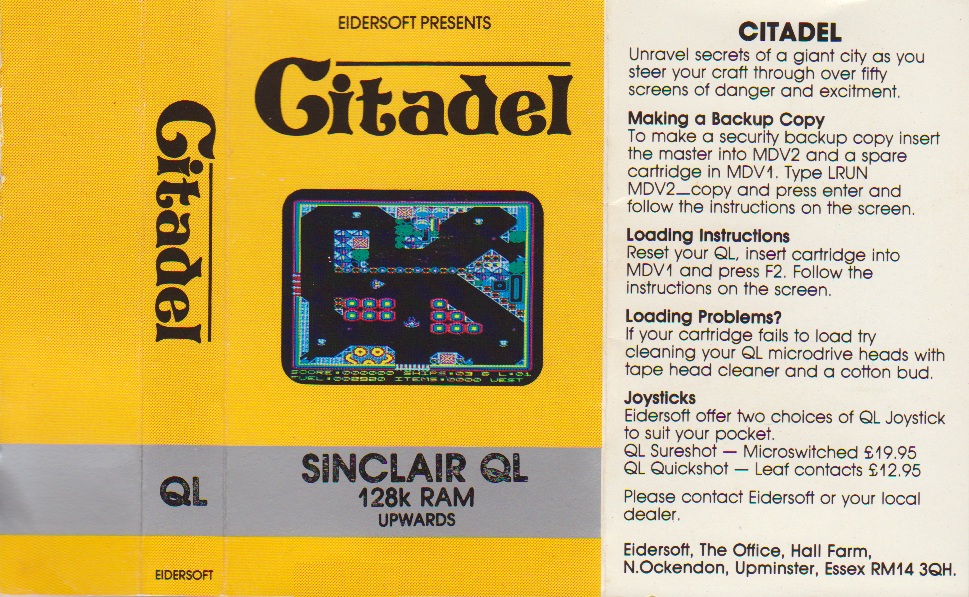 EIDERSOFT PRESENTS
Citadel
SCORE:000000 SHIPS:03 & L:01
FUEL:002900 ITEMS:0000 WEST
SINCLAIR QL
128k RAM
UPWARDS
Citadel
QL
EIDERSOFT
CITADEL
Unravel secrets of a giant city as you
steer your craft through over fifty
screens of danger and excitment.
Making a Backup Copy
To make a security backup copy insert
the master into MDV2 and a spare
cartridge in MDV1. Type LRUN
MDV2_copy and press enter and
follow the instructions on the screen.
Loading Instructions
Reset your QL, insert cartridge into
MDV1 and press F2. Follow the
instructions on the screen.
Loading Problems?
If your cartridge fails to load try
cleaning your QL microdrive heads with
tape head cleaner and a cotton bud.
Joysticks
Eidersoft offer two choices of QL Joystick
to suit your pocket.
QL Sureshot — Microswitched £19.95
QL Quickshot — Leaf contacts £12.95
Please contact Eidersoft or your local
dealer.
Eidersoft, The Office, Hall Farm,
N.Ockendon, Upminster, Essex RM14 3QH.